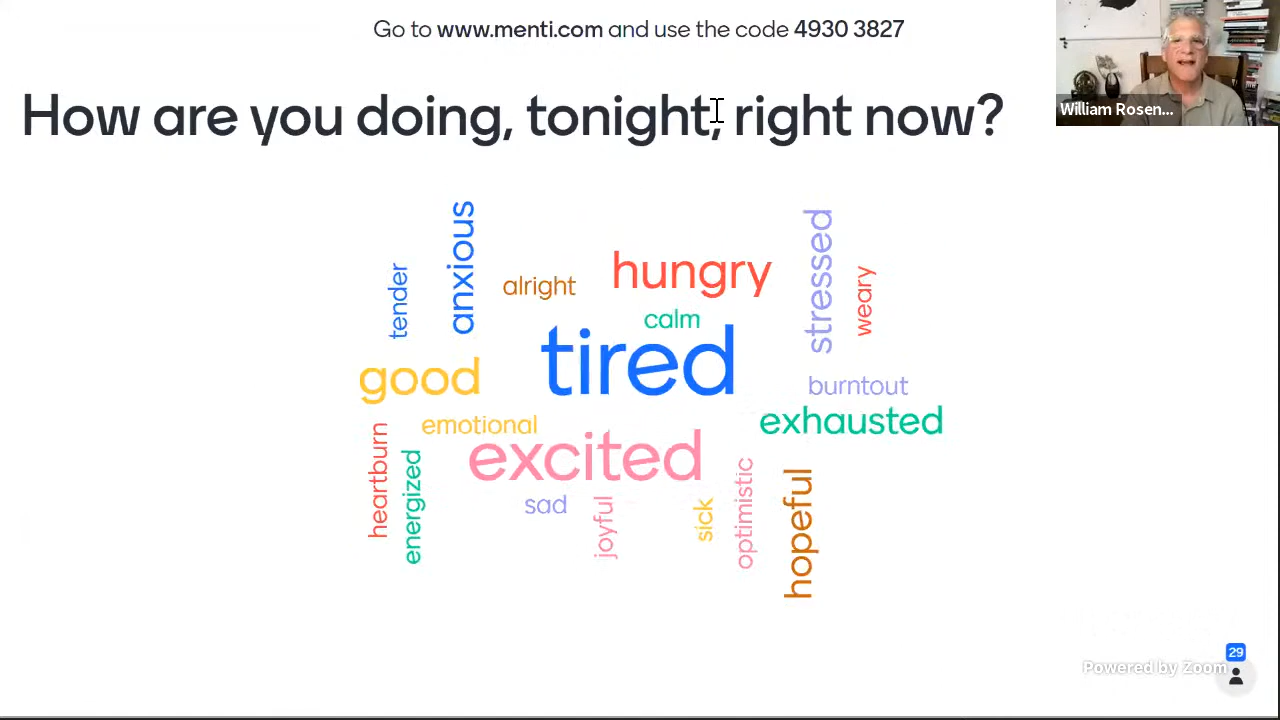 Go to www.menti.com and use the code 4930 3827
William Rosen...
How are you doing, tonight, right now?
anxious
stressed
tender
alright
hungry
weary
calm
tired
good
burntout
emotional
exhausted
excited
heartburn
energized
sad
joyful
sick
optimistic
hopeful
29
Powered by Zoom